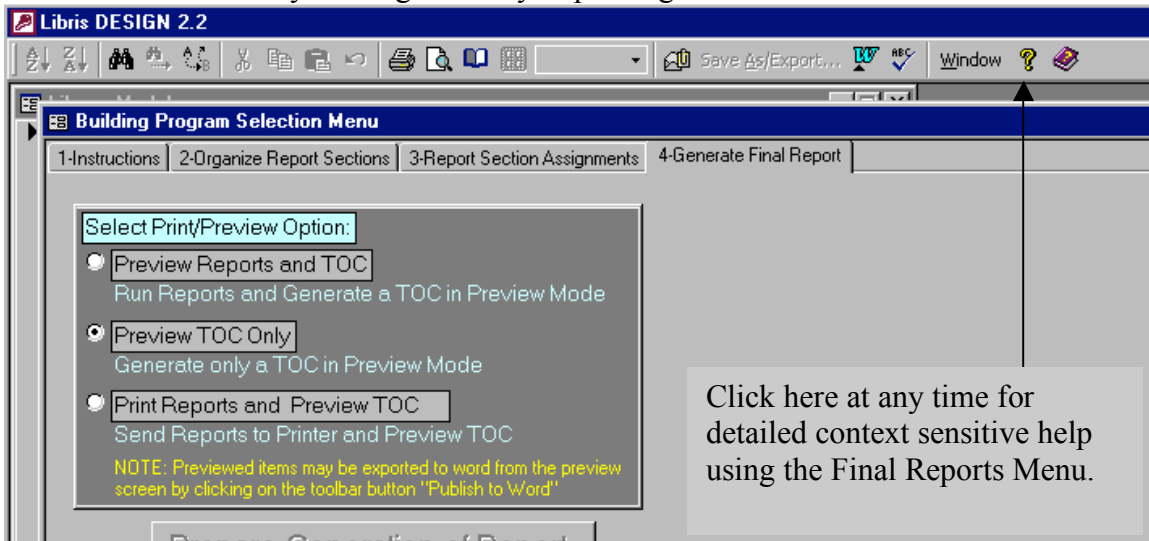 Libris DESIGN 2.2
Save As/Export... Window
Building Program Selection Menu
1-Instructions 2-Organize Report Sections 3-Report Section Assignments 4-Generate Final Report
Select Print/Preview Option:
Preview Reports and TOC
Run Reports and Generate a TOC in Preview Mode
Preview TOC Only
Generate only a TOC in Preview Mode
Print Reports and Preview TOC
Send Reports to Printer and Preview TOC
NOTE: Previewed items may be exported to word from the preview
screen by clicking on the toolbar button "Publish to Word"
Click here at any time for
detailed context sensitive help
using the Final Reports Menu.